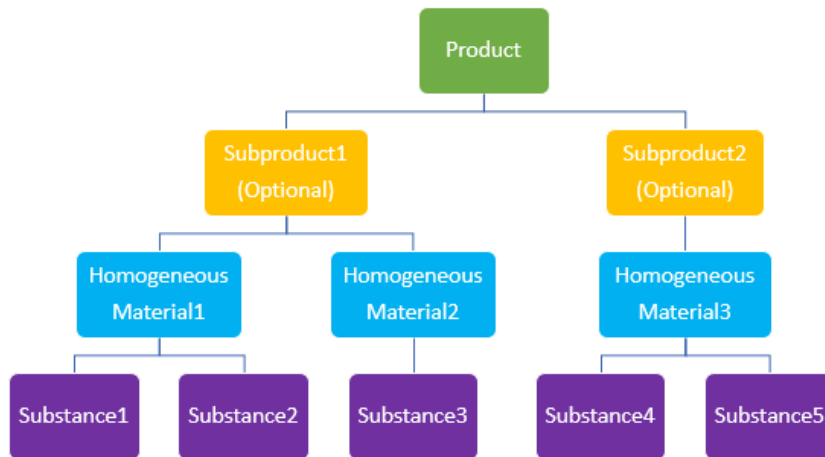 Product
Subproduct1
(Optional)
Subproduct2
(Optional)
Homogeneous
Material1
Homogeneous
Material2
Homogeneous
Material3
Substance1
Substance2
Substance3
Substance4
Substance5